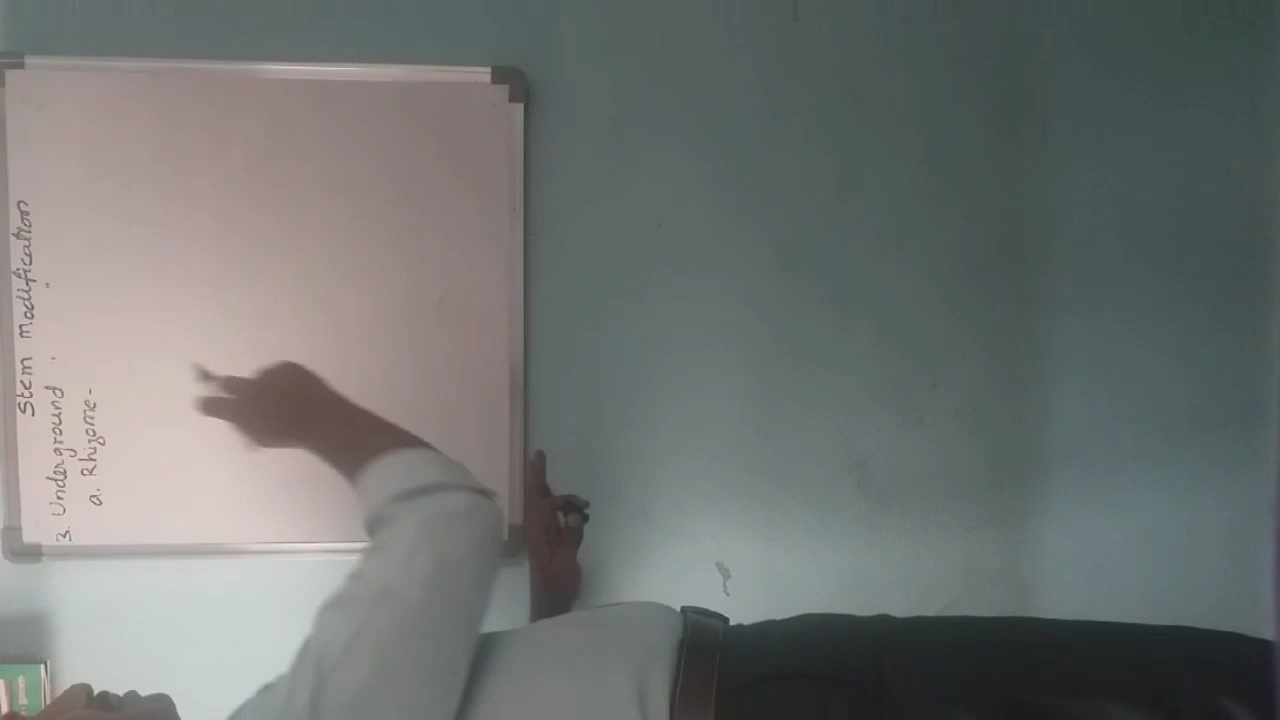 Stem Modification
3. Underground . "
a. Rhizome-